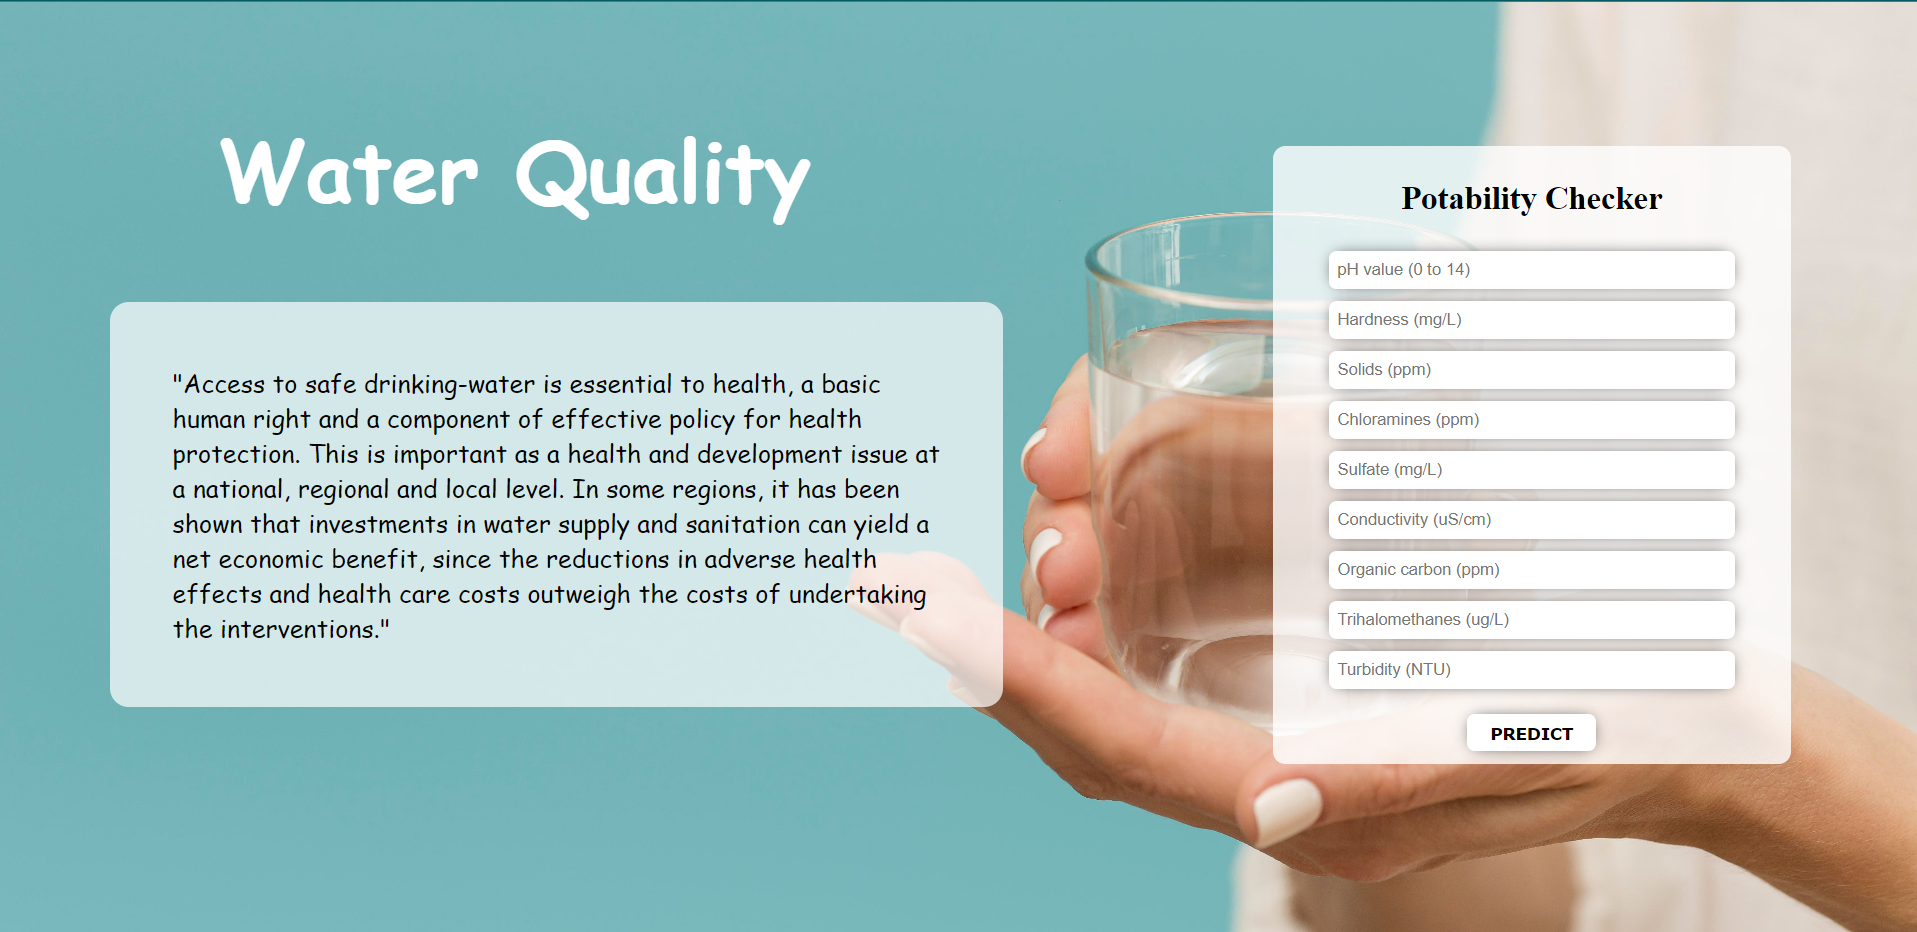 Water Quality
"Access to safe drinking-water is essential to health, a basic
human right and a component of effective policy for health
protection. This is important as a health and development issue at
a national, regional and local level. In some regions, it has been
shown that investments in water supply and sanitation can yield a
net economic benefit, since the reductions in adverse health
effects and health care costs outweigh the costs of undertaking
the interventions."
Potability Checker
pH value (0 to 14)
Hardness (mg/L)
Solids (ppm)
Chloramines (ppm)
Sulfate (mg/L)
Conductivity (uS/cm)
Organic carbon (ppm)
Trihalomethanes (ug/L)
Turbidity (NTU)
PREDICT